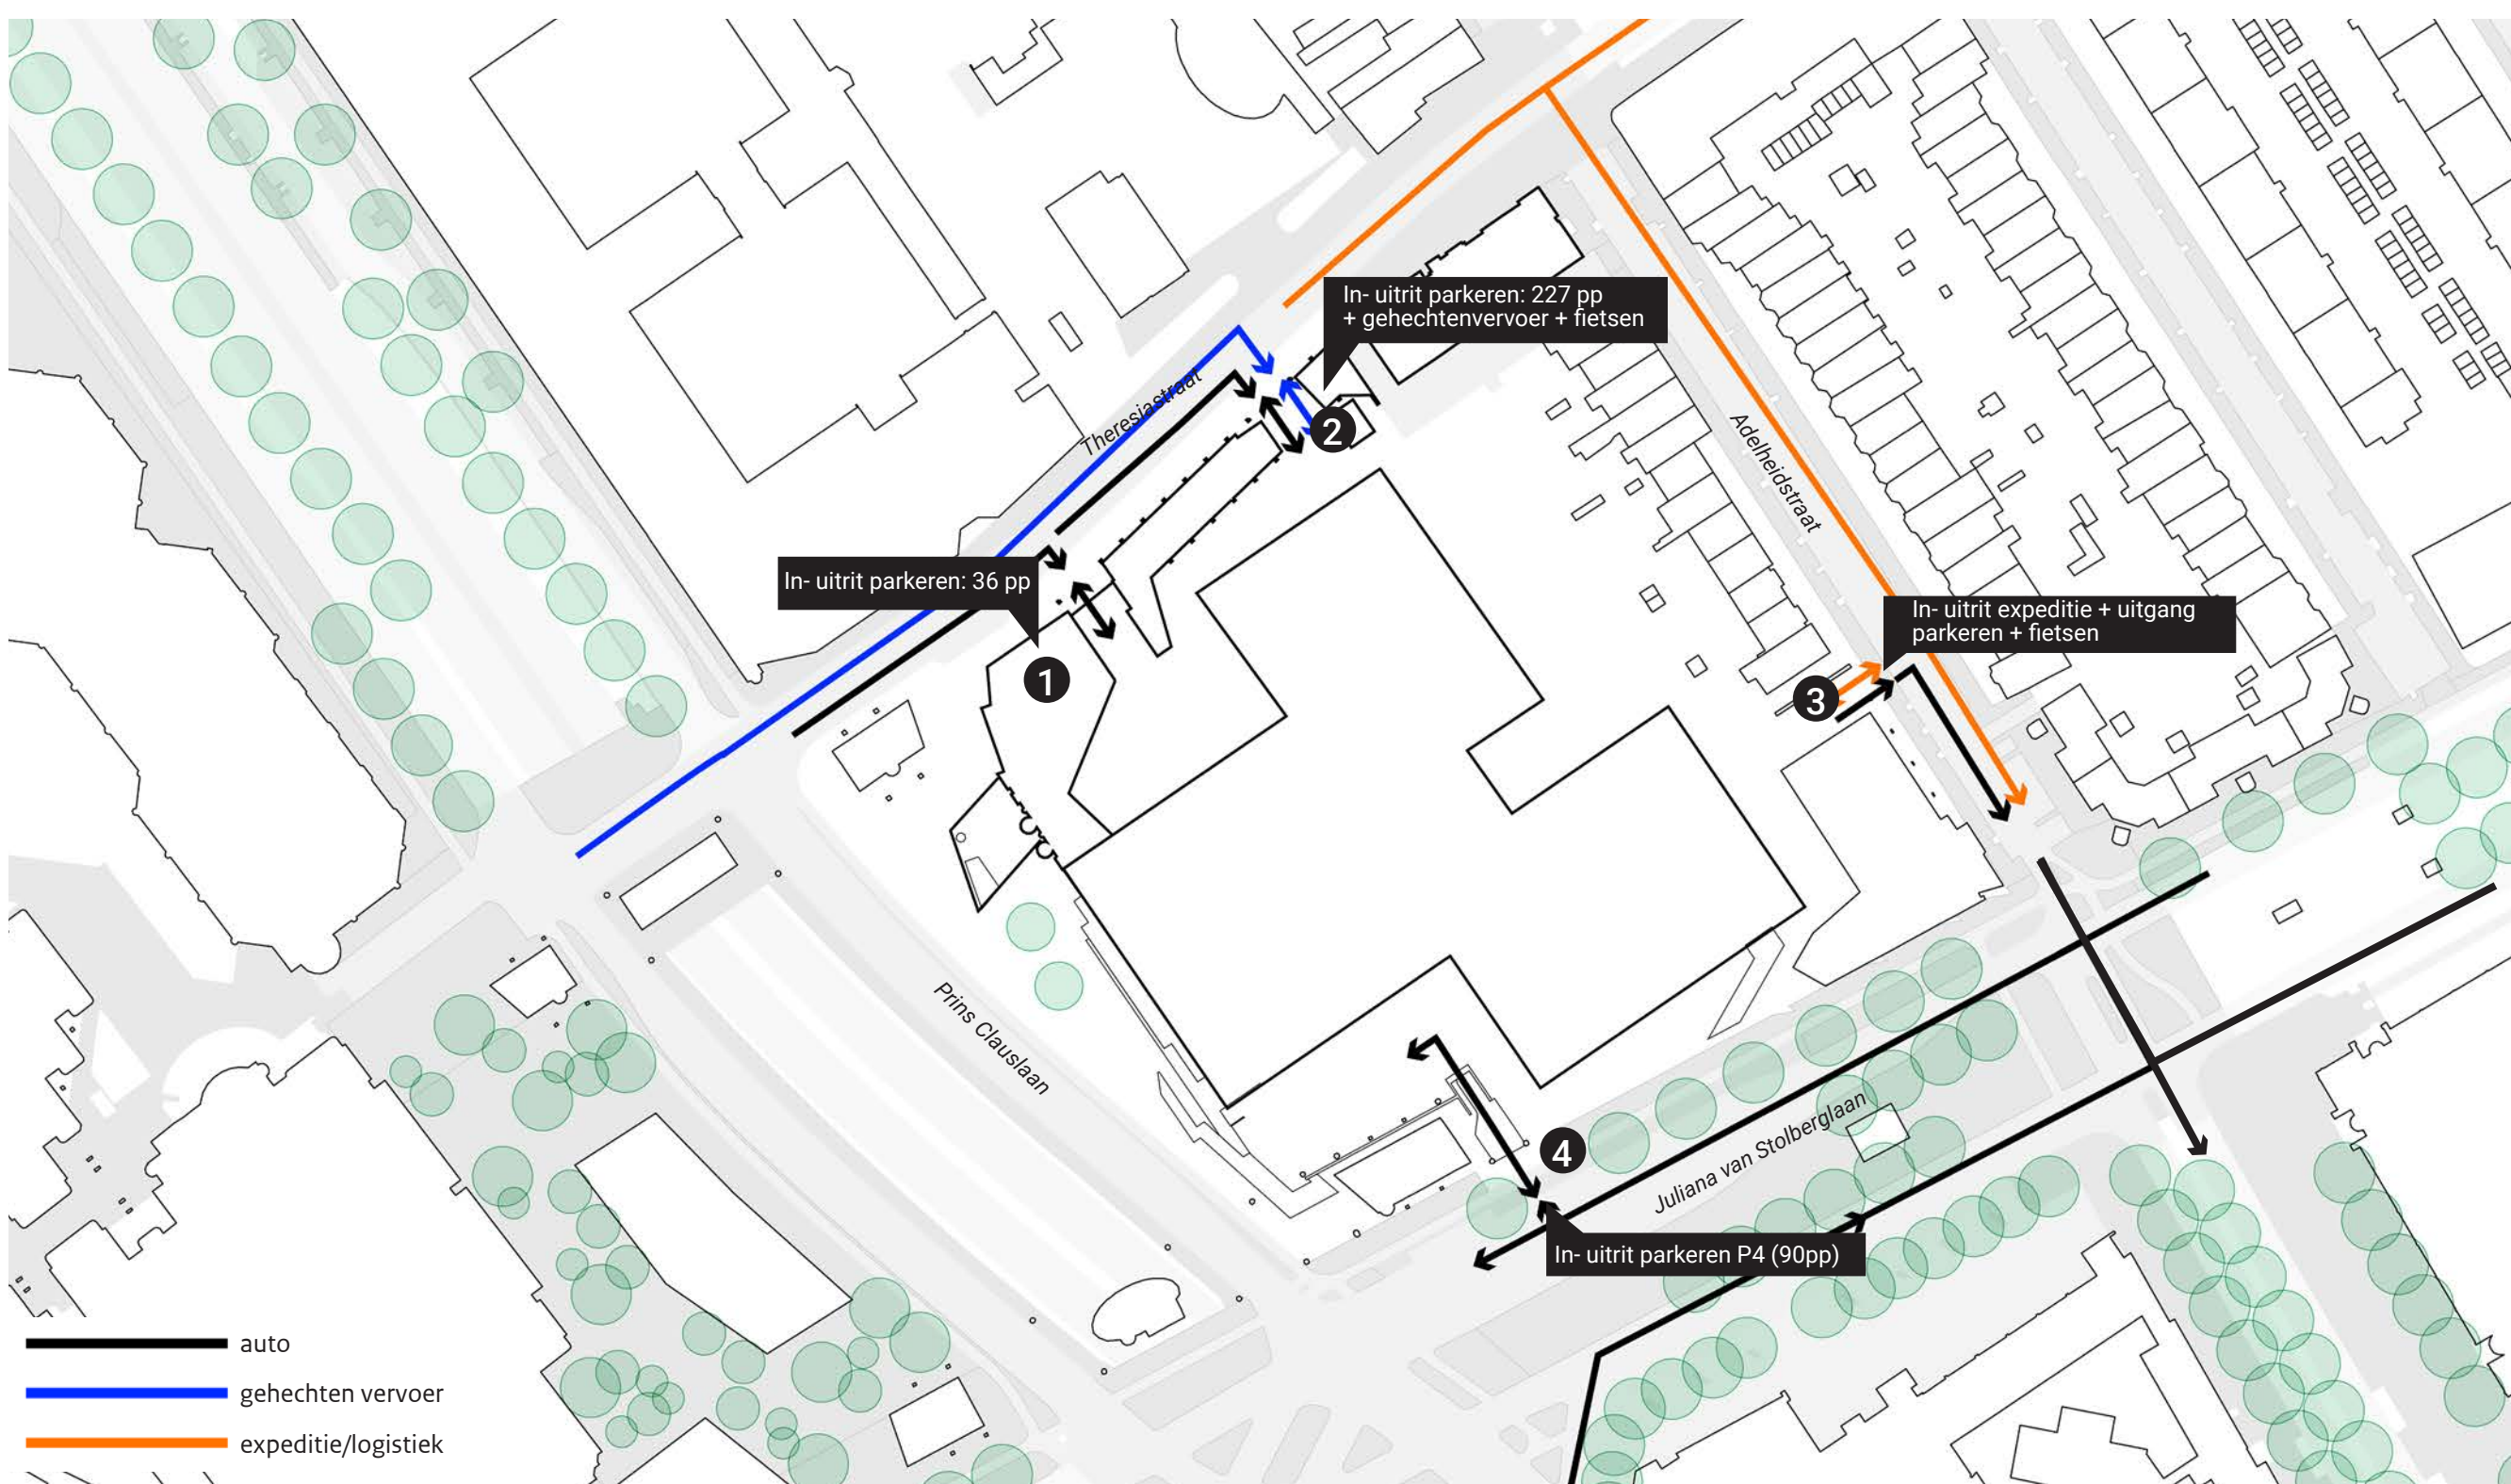 In- uitrit parkeren: 227 pp
+ gehechtenvervoer + fietsen
Theresiastraat
2
Adelheidstraat
In- uitrit parkeren: 36 pp
1
In- uitrit expeditie + uitgang
parkeren + fietsen
3
Prins Clauslaan
Juliana van Stolberglaan
4
In- uitrit parkeren P4 (90pp)
auto
gehechten vervoer
expeditie/logistiek